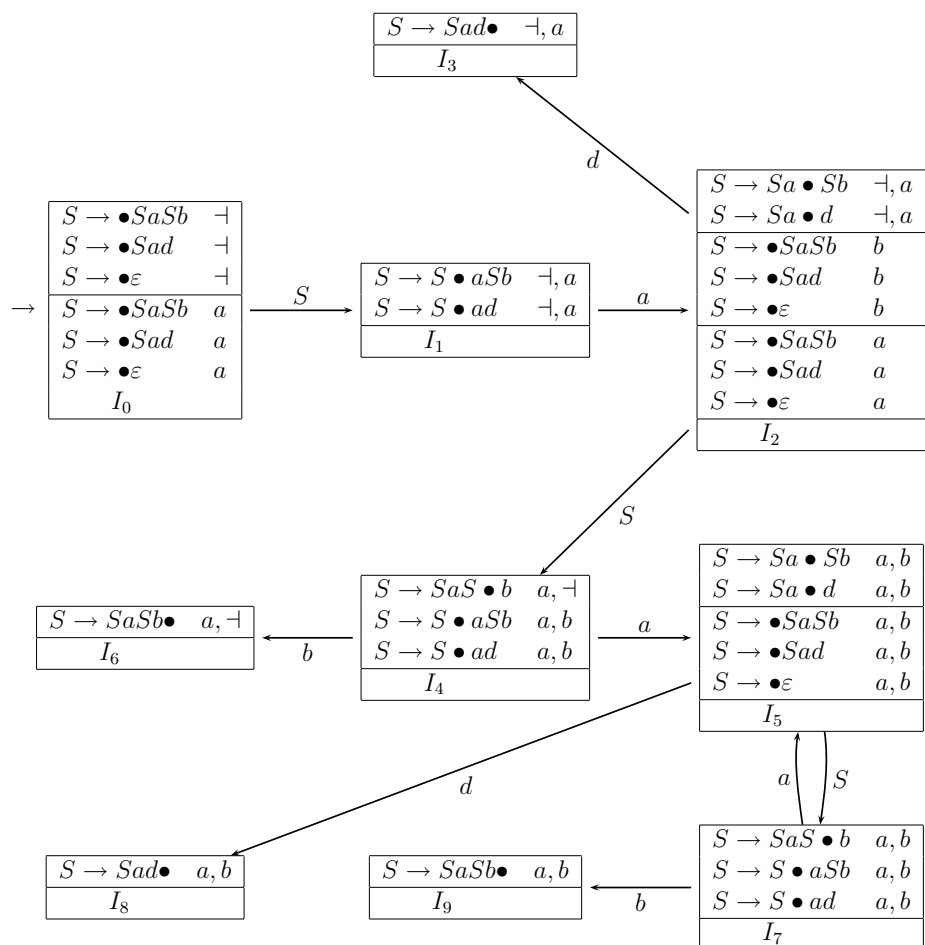 S → Sad● ⊣, a
I₃
d
S → Sa ● Sb ⊣, a
S → Sa ● d ⊣, a
S → ●SaSb b
S → ●Sad b
S → ●ε b
S → ●SaSb a
S → ●Sad a
S → ●ε a
I₂
→
S → ●SaSb ⊣
S → ●Sad ⊣
S → ●ε ⊣
S → ●SaSb a
S → ●Sad a
S → ●ε a
I₀
S
S → S ● aSb ⊣, a
S → S ● ad ⊣, a
I₁
a
S
S → Sa ● Sb a, b
S → Sa ● d a, b
S → ●SaSb a, b
S → ●Sad a, b
S → ●ε a, b
I₅
S → SaS ● b a, ⊣
S → S ● aSb a, b
S → S ● ad a, b
I₄
a
S → SaSb● a, ⊣
I₆
b
d
a
S
S → SaS ● b a, b
S → S ● aSb a, b
S → S ● ad a, b
I₇
S → Sad● a, b
I₈
S → SaSb● a, b
I₉
b